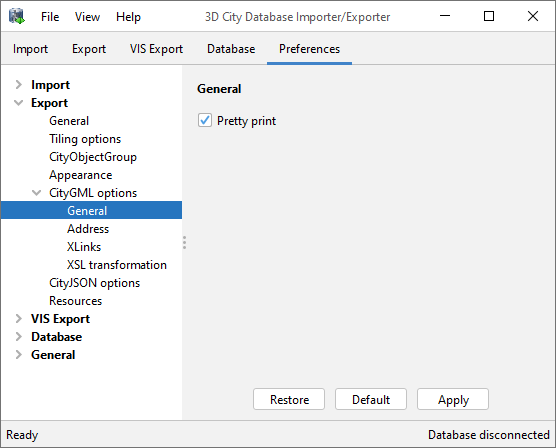 3D City Database Importer/Exporter
File View Help
Import Export VIS Export Database Preferences
Import
Export
General
Tiling options
CityObjectGroup
Appearance
CityGML options
General
Address
XLinks
XSL transformation
CityJSON options
Resources
VIS Export
Database
General
General
Pretty print
Restore Default Apply
Ready Database disconnected